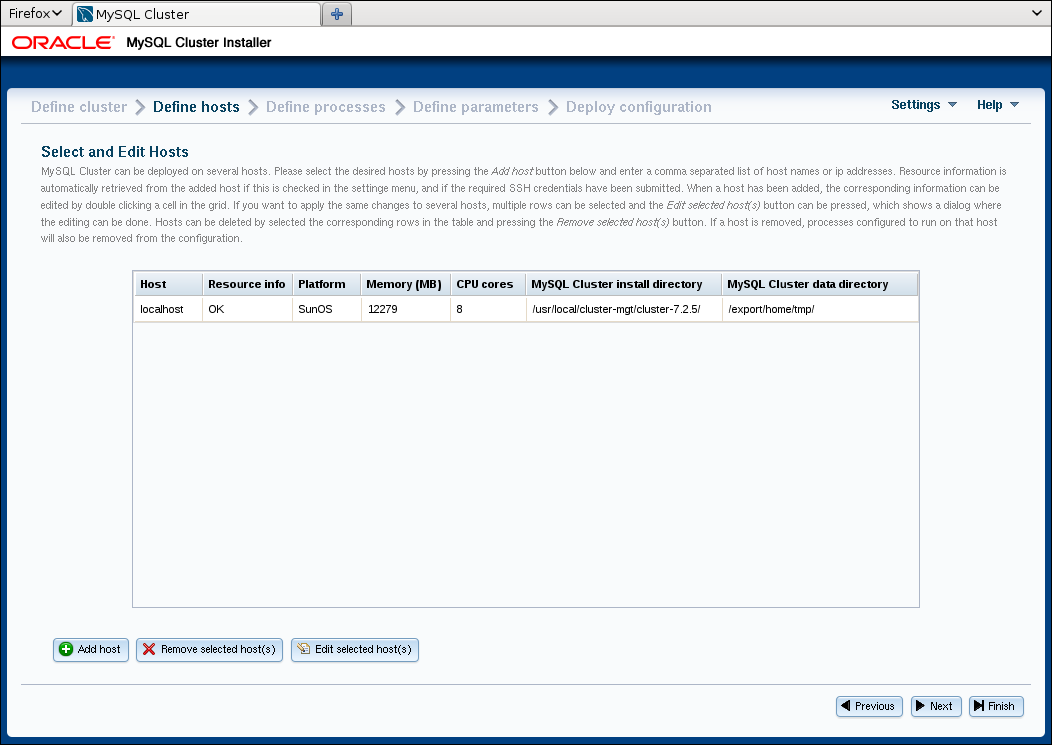 Firefox
MySQL Cluster
ORACLE MySQL Cluster Installer
Define cluster Define hosts Define processes Define parameters Deploy configuration Settings Help
Select and Edit Hosts
MySQL Cluster can be deployed on several hosts. Please select the desired hosts by pressing the Add host button below and enter a comma separated list of host names or ip addresses. Resource information is
automatically retrieved from the added host if this is checked in the settinge menu, and if the required SSH credentials have been submitted. When a host has been added, the corresponding information can be
edited by double clicking a cell in the grid. If you want to apply the same changes to several hosts, multiple rows can be selected and the Edit selected host(s) button can be pressed, which shows a dialog where
the editing can be done. Hosts can be deleted by selected the corresponding rows in the table and pressing the Remove selected host(s) button. If a host is removed, processes configured to run on that host
will also be removed from the configuration.
Host Resource info Platform Memory (MB) CPU cores MySQL Cluster install directory MySQL Cluster data directory
localhost OK SunOS 12279 8 /usr/local/cluster-mgt/cluster-7.2.5/ /export/home/tmp/
Add host Remove selected host(s) Edit selected host(s)
Previous Next Finish